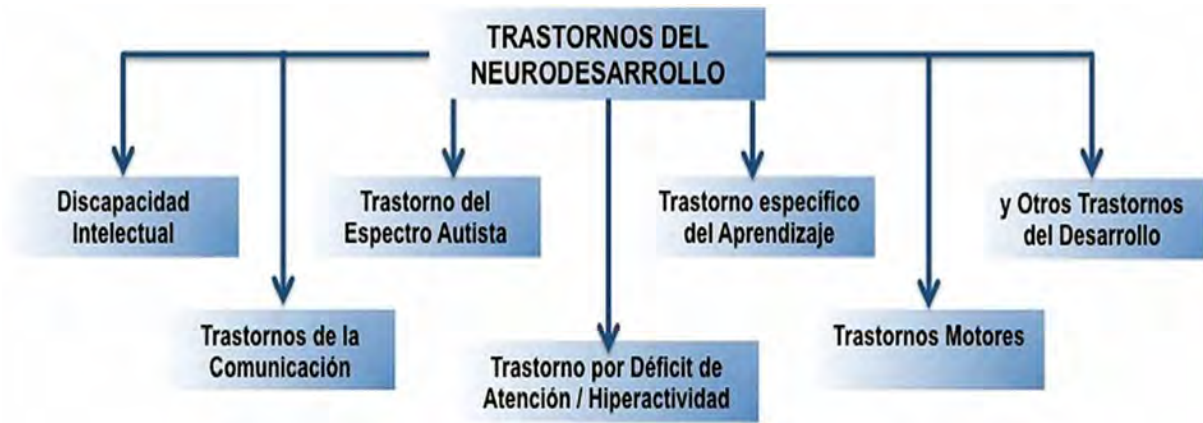 TRASTORNOS DEL
NEURODESARROLLO
Discapacidad
Intelectual
Trastorno del
Espectro Autista
Trastorno específico
del Aprendizaje
y Otros Trastornos
del Desarrollo
Trastornos de la
Comunicación
Trastorno por Déficit de
Atención / Hiperactividad
Trastornos Motores